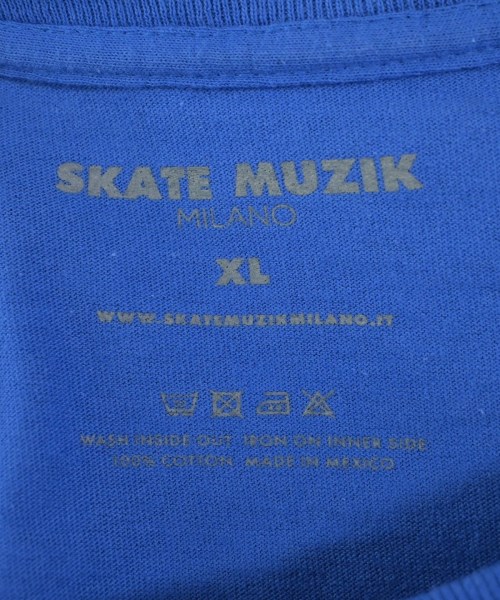 SKATE MUZIK
MILANO
XL
WWW.SKATEMUZIKMILANO.IT
WASH INSIDE OUT. IRON ON INNER SIDE
100% COTTON. MADE IN MEXICO.